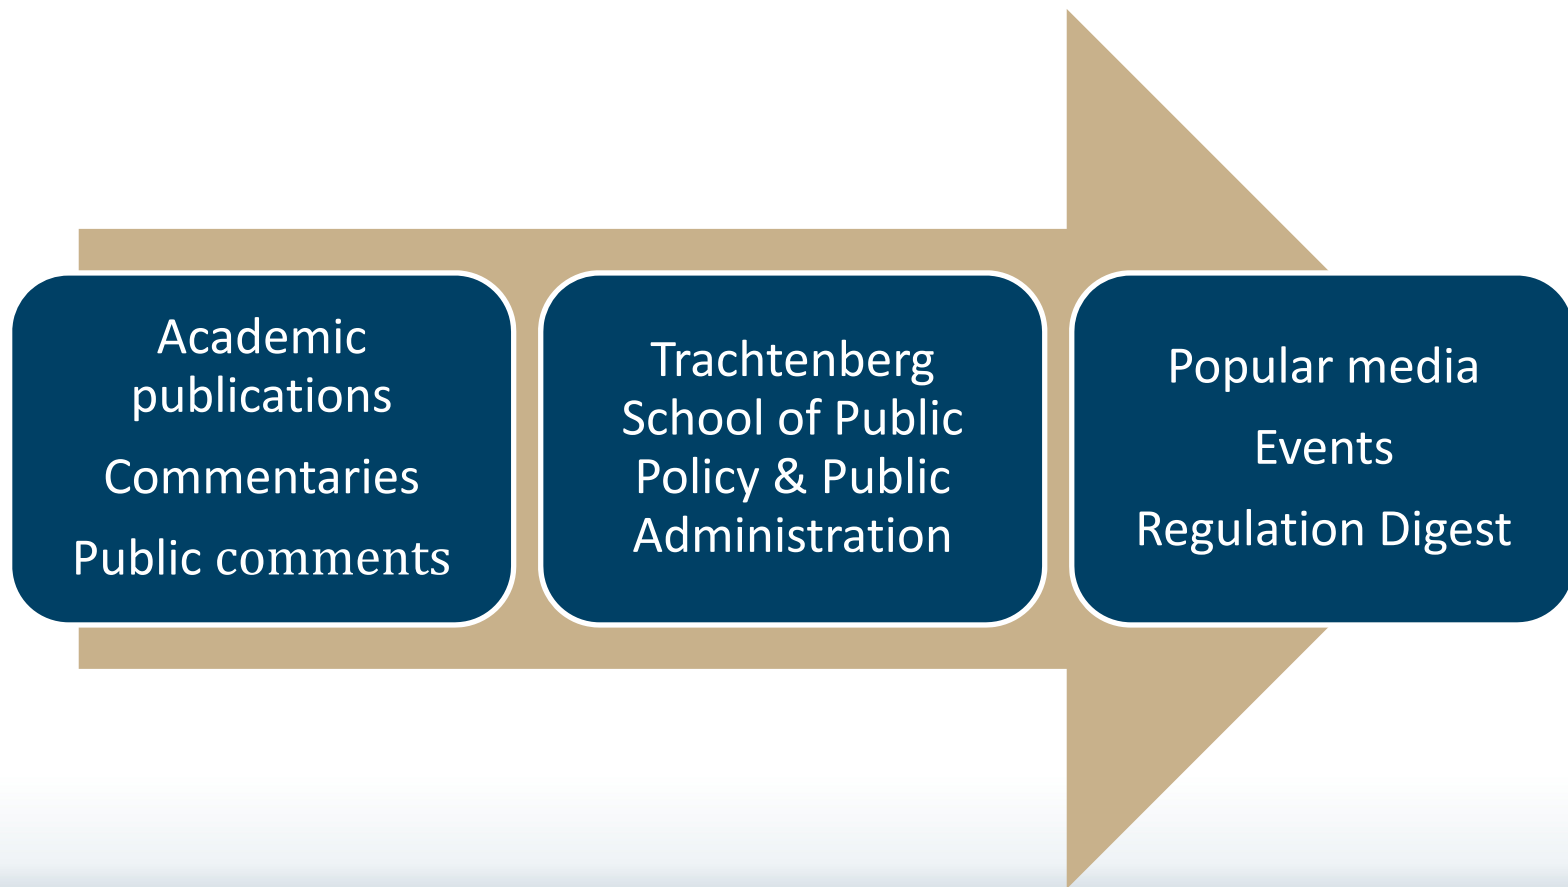 Academic
publications
Commentaries
Public comments
Trachtenberg
School of Public
Policy & Public
Administration
Popular media
Events
Regulation Digest